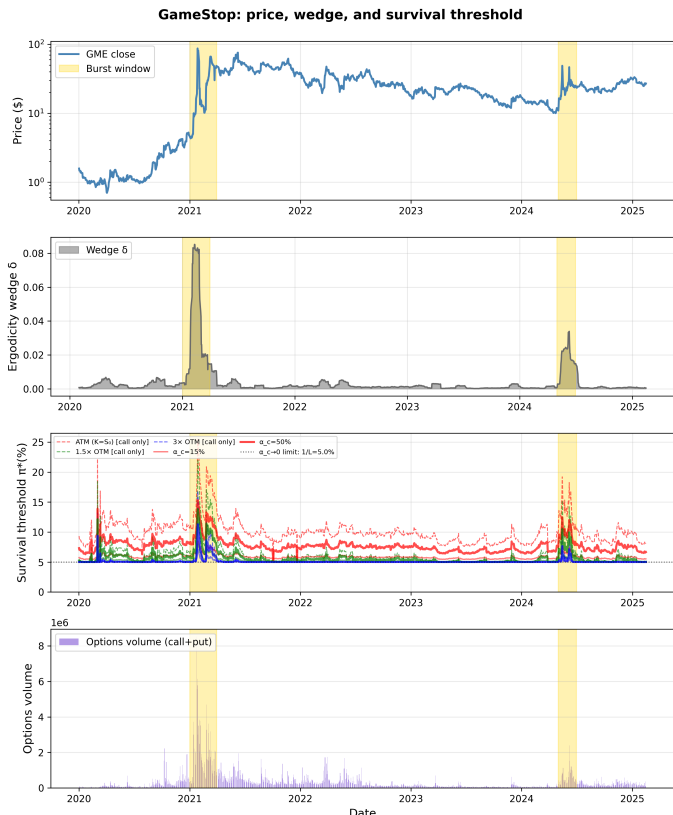 GameStop: price, wedge, and survival threshold
Price ($)
10²
10¹
10⁰
GME close
Burst window
2020 2021 2022 2023 2024 2025
Ergodicity wedge δ
0.08
0.06
0.04
0.02
0.00
Wedge δ
2020 2021 2022 2023 2024 2025
Survival threshold π*(%)
25
20
15
10
5
0
ATM (K=S₀) [call only] 3× OTM [call only] α_c=50%
1.5× OTM [call only] α_c=15% α_c→0 limit: 1/L=5.0%
2020 2021 2022 2023 2024 2025
1e6
Options volume
8
6
4
2
0
Options volume (call+put)
2020 2021 2022 2023 2024 2025
Date